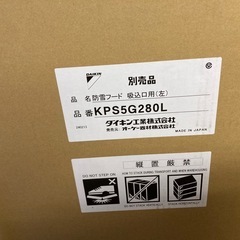 DAIKIN
別売品
品名 防雪フード 吸込口用(左)
品番 KPS5G280L
ダイキン工業株式会社
発売元 オーケー器材株式会社 MADE IN JAPAN
縦置厳禁
DO NOT STEP ON.